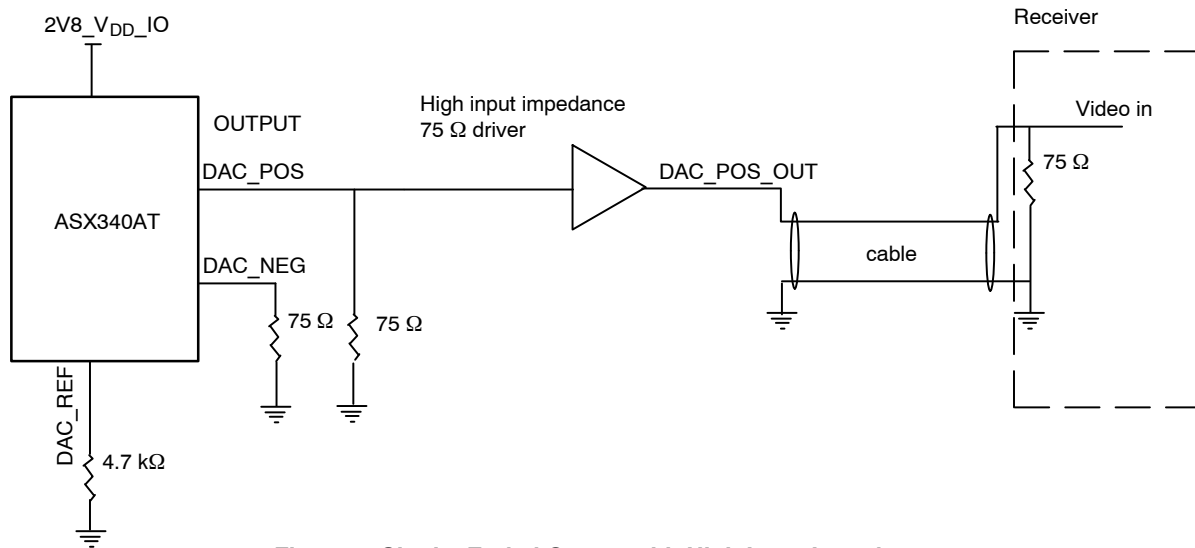 2V8_VDD_IO
Receiver
High input impedance
75 Ω driver
Video in
OUTPUT
DAC_POS
DAC_POS_OUT
75 Ω
ASX340AT
cable
DAC_NEG
75 Ω
75 Ω
DAC_REF
4.7 kΩ